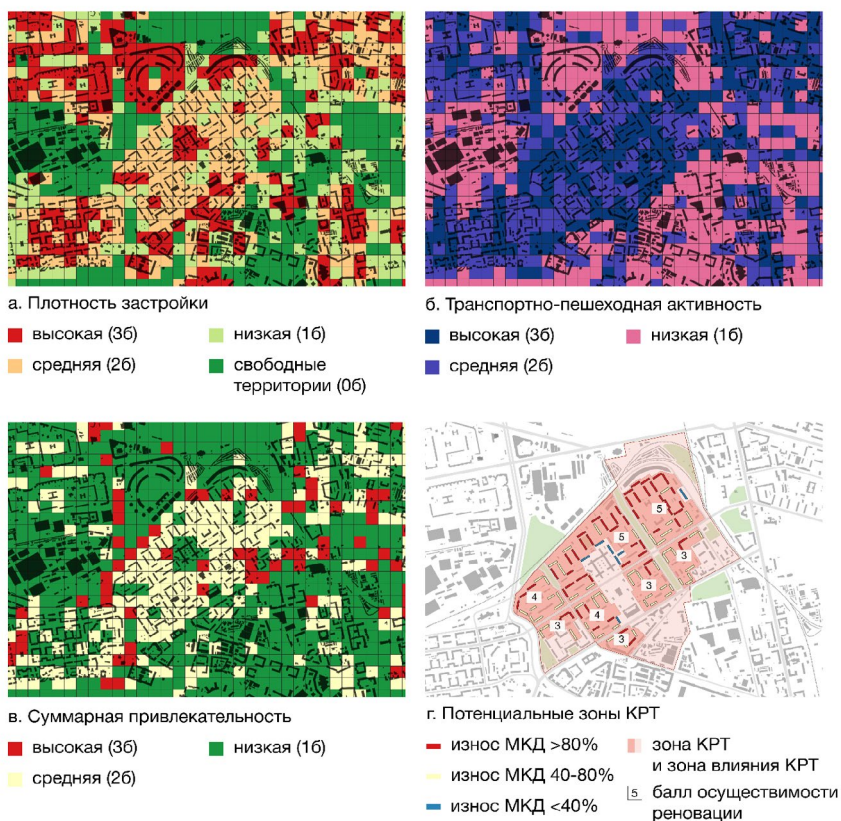 а. Плотность застройки
высокая (3б)
низкая (1б)
средняя (2б)
свободные
территории (0б)
б. Транспортно-пешеходная активность
высокая (3б)
низкая (1б)
средняя (2б)
5
5
3
3
4
4
3
3
в. Суммарная привлекательность
высокая (3б)
низкая (1б)
средняя (2б)
г. Потенциальные зоны КРТ
износ МКД >80%
зона КРТ
и зона влияния КРТ
износ МКД 40-80%
5 балл осуществимости
реновации
износ МКД <40%